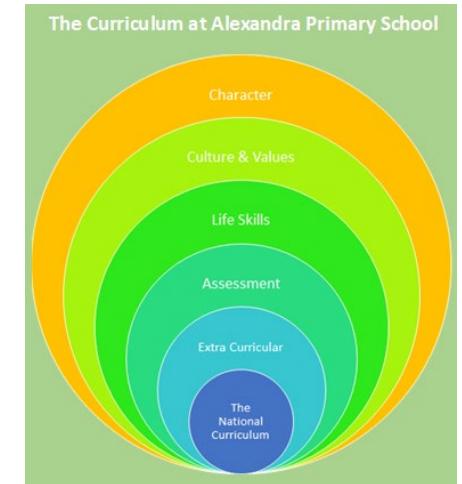 The Curriculum at Alexandra Primary School
Character
Culture & Values
Life Skills
Assessment
Extra Curricular
The
National
Curriculum